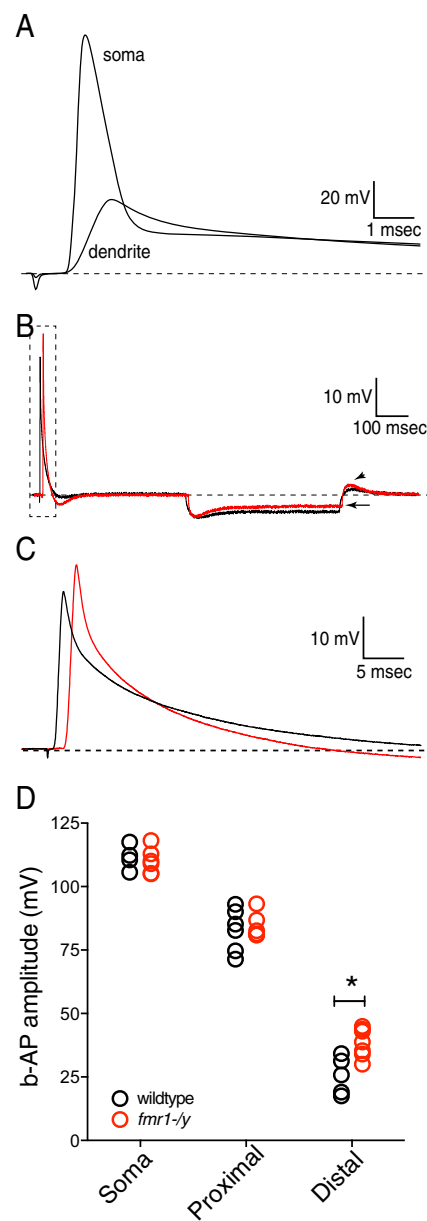 A
soma
dendrite
20 mV
1 msec
B
10 mV
100 msec
C
10 mV
5 msec
D
b-AP amplitude (mV)
125
100
75
50
25
0
*
wildtype
fmr1-/y
Soma
Proximal
Distal